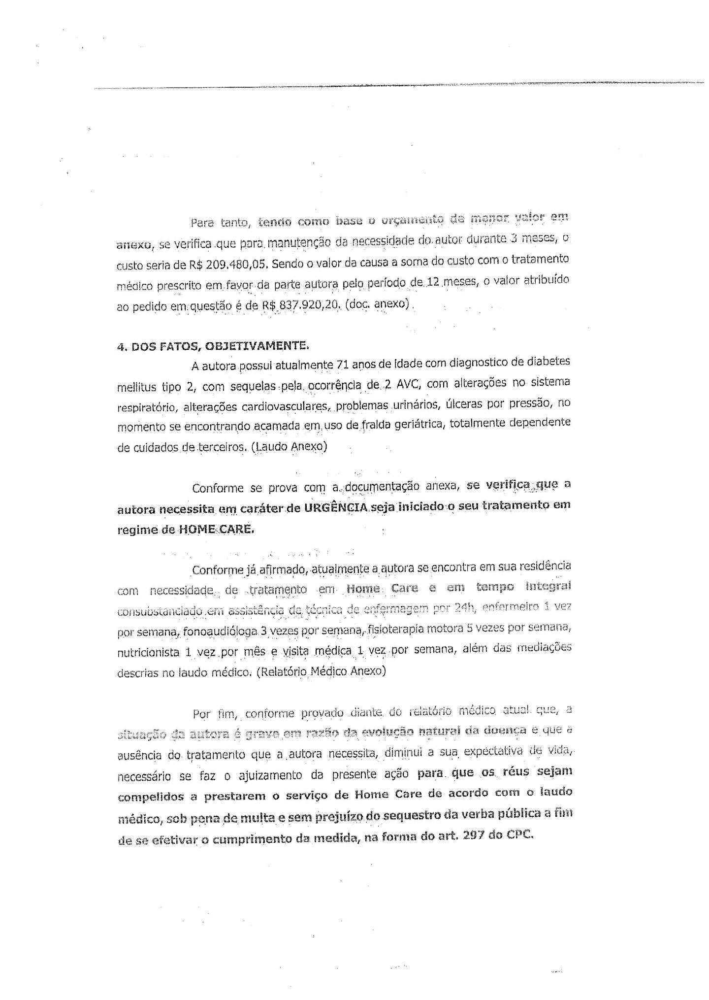 Para tanto, tendo como base o orçamento de menor valor em
anexo, se verifica que para manutenção da necessidade do autor durante 3 meses, o
custo seria de R$ 209.480,05. Sendo o valor da causa a soma do custo com o tratamento
médico prescrito em favor da parte autora pelo período de 12 meses, o valor atribuído
ao pedido em questão é de R$ 837.920,20. (doc. anexo)
4. DOS FATOS, OBJETIVAMENTE.
A autora possui atualmente 71 anos de idade com diagnostico de diabetes
mellitus tipo 2, com sequelas pela ocorrência de 2 AVC, com alterações no sistema
respiratório, alterações cardiovasculares, problemas urinários, úlceras por pressão, no
momento se encontrando acamada em uso de fralda geriátrica, totalmente dependente
de cuidados de terceiros. (Laudo Anexo)
Conforme se prova com a documentação anexa, se verifica que a
autora necessita em caráter de URGÊNCIA seja iniciado o seu tratamento em
regime de HOME CARE.
Conforme já afirmado, atualmente a autora se encontra em sua residência
com necessidade de tratamento em Home Care e em tempo integral
consubstanciado em assistência de técnica de enfermagem por 24h, enfermeiro 1 vez
por semana, fonoaudióloga 3 vezes por semana, fisioterapia motora 5 vezes por semana,
nutricionista 1 vez por mês e visita médica 1 vez por semana, além das mediações
descrias no laudo médico. (Relatório Médico Anexo)
Por fim, conforme provado diante do relatório médico atual que, a
situação da autora é grave em razão da evolução natural da doença e que a
ausência do tratamento que a autora necessita, diminui a sua expectativa de vida,
necessário se faz o ajuizamento da presente ação para que os réus sejam
compelidos a prestarem o serviço de Home Care de acordo com o laudo
médico, sob pena de multa e sem prejuízo do sequestro da verba pública a fim
de se efetivar o cumprimento da medida, na forma do art. 297 do CPC.